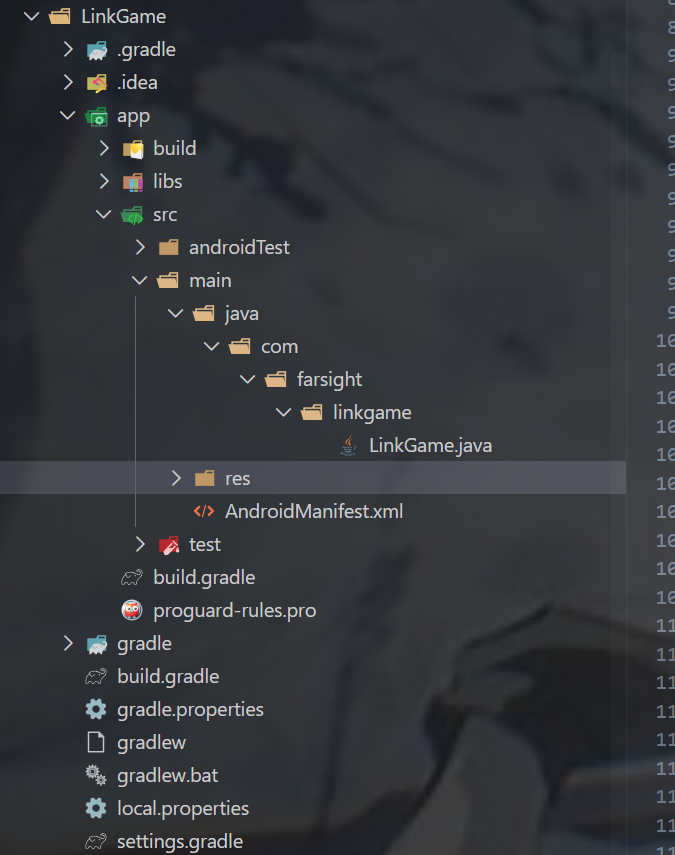 LinkGame
.gradle
.idea
app
build
libs
src
androidTest
main
java
com
farsight
linkgame
LinkGame.java
res
AndroidManifest.xml
test
build.gradle
proguard-rules.pro
gradle
build.gradle
gradle.properties
gradlew
gradlew.bat
local.properties
settings.gradle